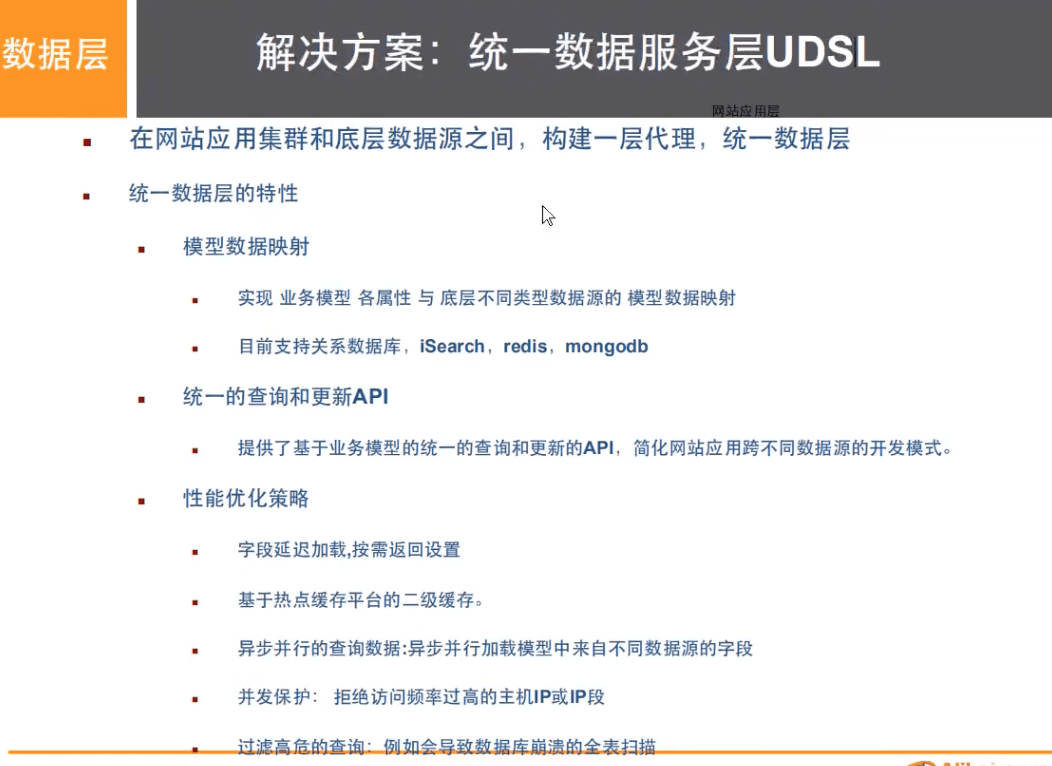 数据层
解决方案：统一数据服务层UDSL
网站应用层
在网站应用集群和底层数据源之间，构建一层代理，统一数据层
统一数据层的特性
模型数据映射
实现 业务模型 各属性 与 底层不同类型数据源的 模型数据映射
目前支持关系数据库，iSearch，redis，mongodb
统一的查询和更新API
提供了基于业务模型的统一的查询和更新的API，简化网站应用跨不同数据源的开发模式。
性能优化策略
字段延迟加载,按需返回设置
基于热点缓存平台的二级缓存。
异步并行的查询数据:异步并行加载模型中来自不同数据源的字段
并发保护： 拒绝访问频率过高的主机IP或IP段
过滤高危的查询：例如会导致数据库崩溃的全表扫描